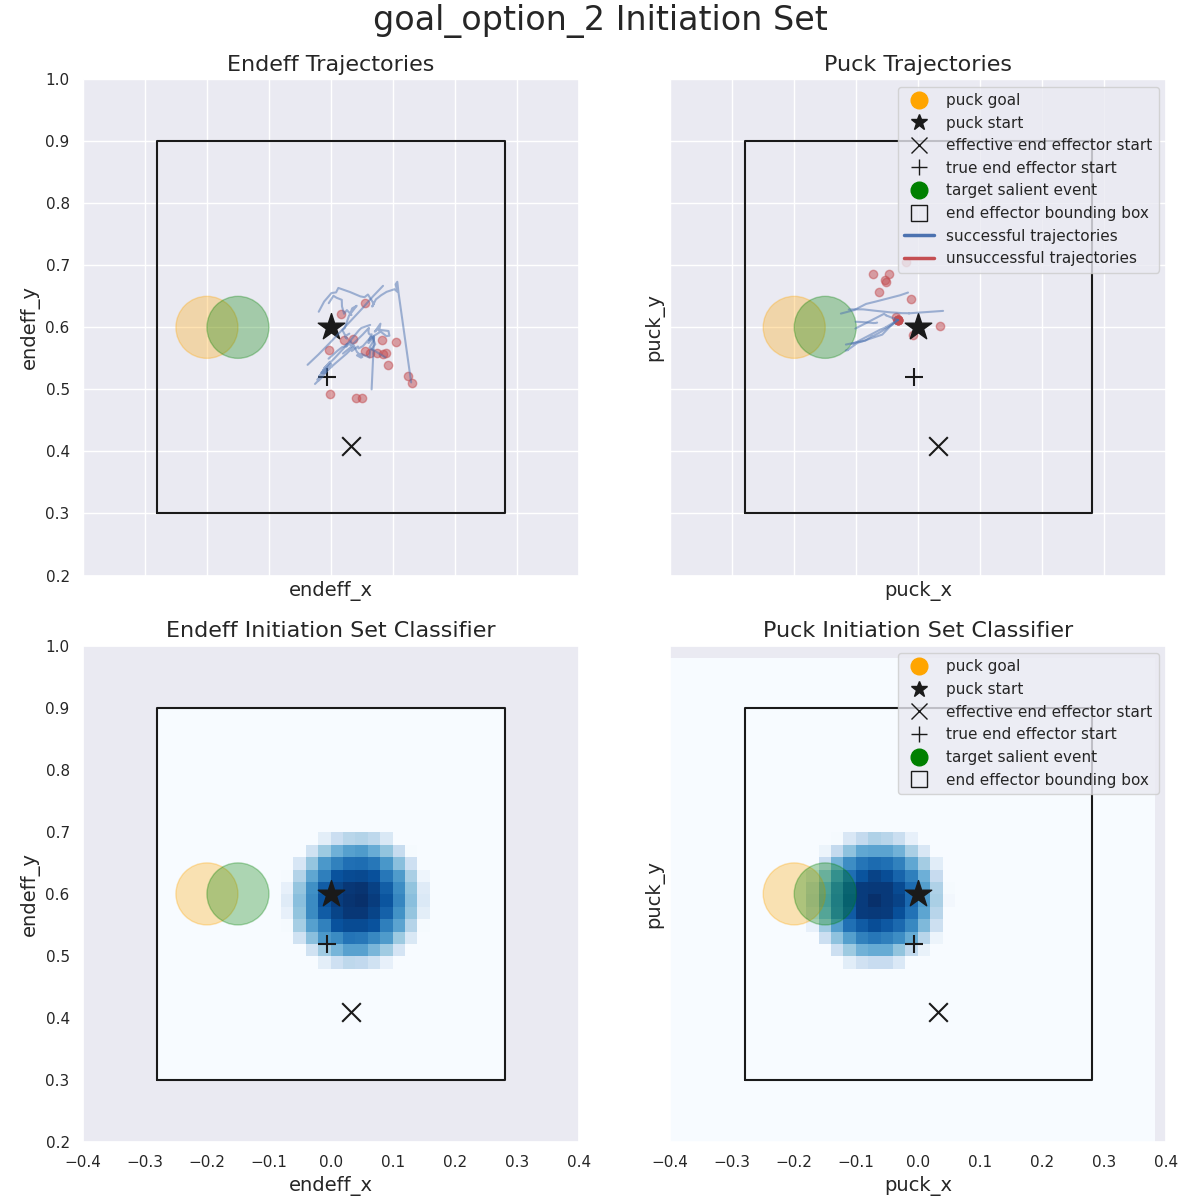 goal_option_2 Initiation Set
Endeff Trajectories
Puck Trajectories
1.0
0.9
0.8
0.7
0.6
0.5
0.4
0.3
0.2
endeff_y
endeff_x
puck_y
puck_x
puck goal
puck start
effective end effector start
true end effector start
target salient event
end effector bounding box
successful trajectories
unsuccessful trajectories
Endeff Initiation Set Classifier
Puck Initiation Set Classifier
1.0
0.9
0.8
0.7
0.6
0.5
0.4
0.3
0.2
endeff_y
−0.4 −0.3 −0.2 −0.1 0.0 0.1 0.2 0.3 0.4
endeff_x
puck_y
puck goal
puck start
effective end effector start
true end effector start
target salient event
end effector bounding box
−0.4 −0.3 −0.2 −0.1 0.0 0.1 0.2 0.3 0.4
puck_x